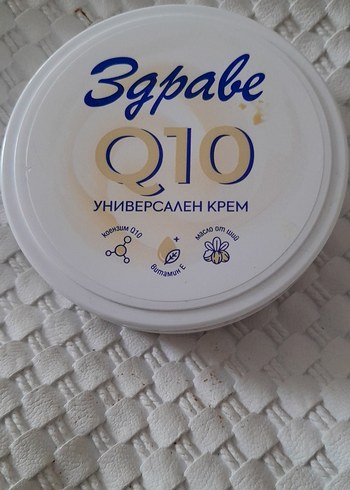 Здраве
Q10
УНИВЕРСАЛЕН КРЕМ
коензим Q10
витамин Е
масло от ший